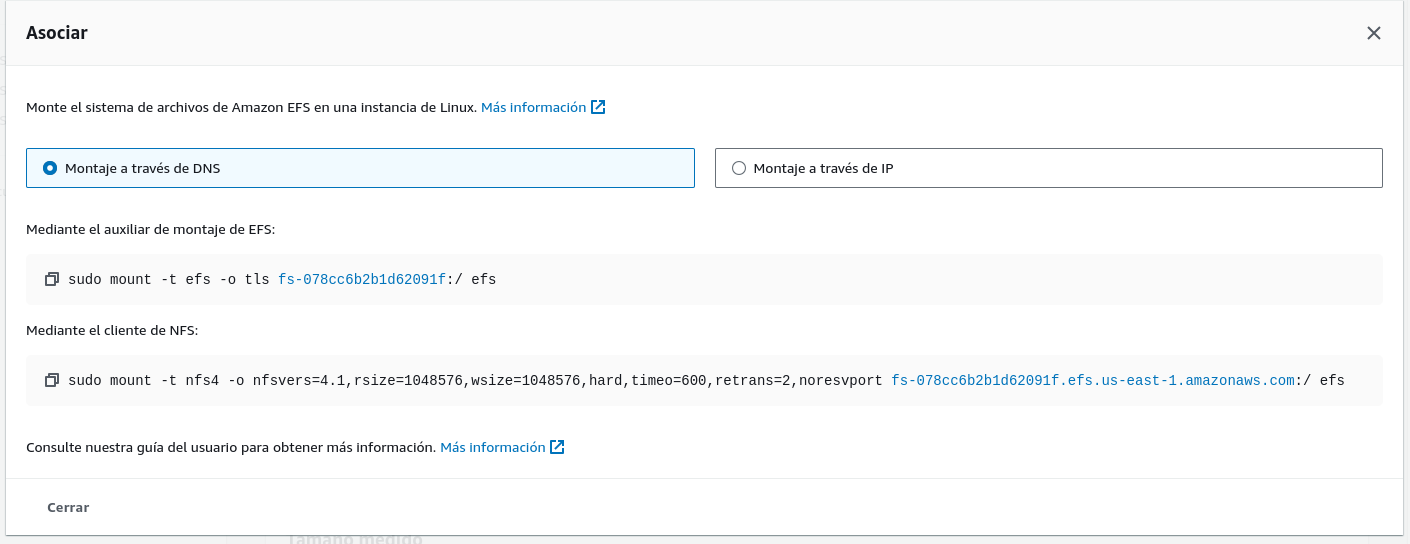 Asociar
Monte el sistema de archivos de Amazon EFS en una instancia de Linux. Más información
Montaje a través de DNS
Montaje a través de IP
Mediante el auxiliar de montaje de EFS:
sudo mount -t efs -o tls fs-078cc6b2b1d62091f:/ efs
Mediante el cliente de NFS:
sudo mount -t nfs4 -o nfsvers=4.1,rsize=1048576,wsize=1048576,hard,timeo=600,retrans=2,noresvport fs-078cc6b2b1d62091f.efs.us-east-1.amazonaws.com:/ efs
Consulte nuestra guía del usuario para obtener más información. Más información
Cerrar
Tamaño medido